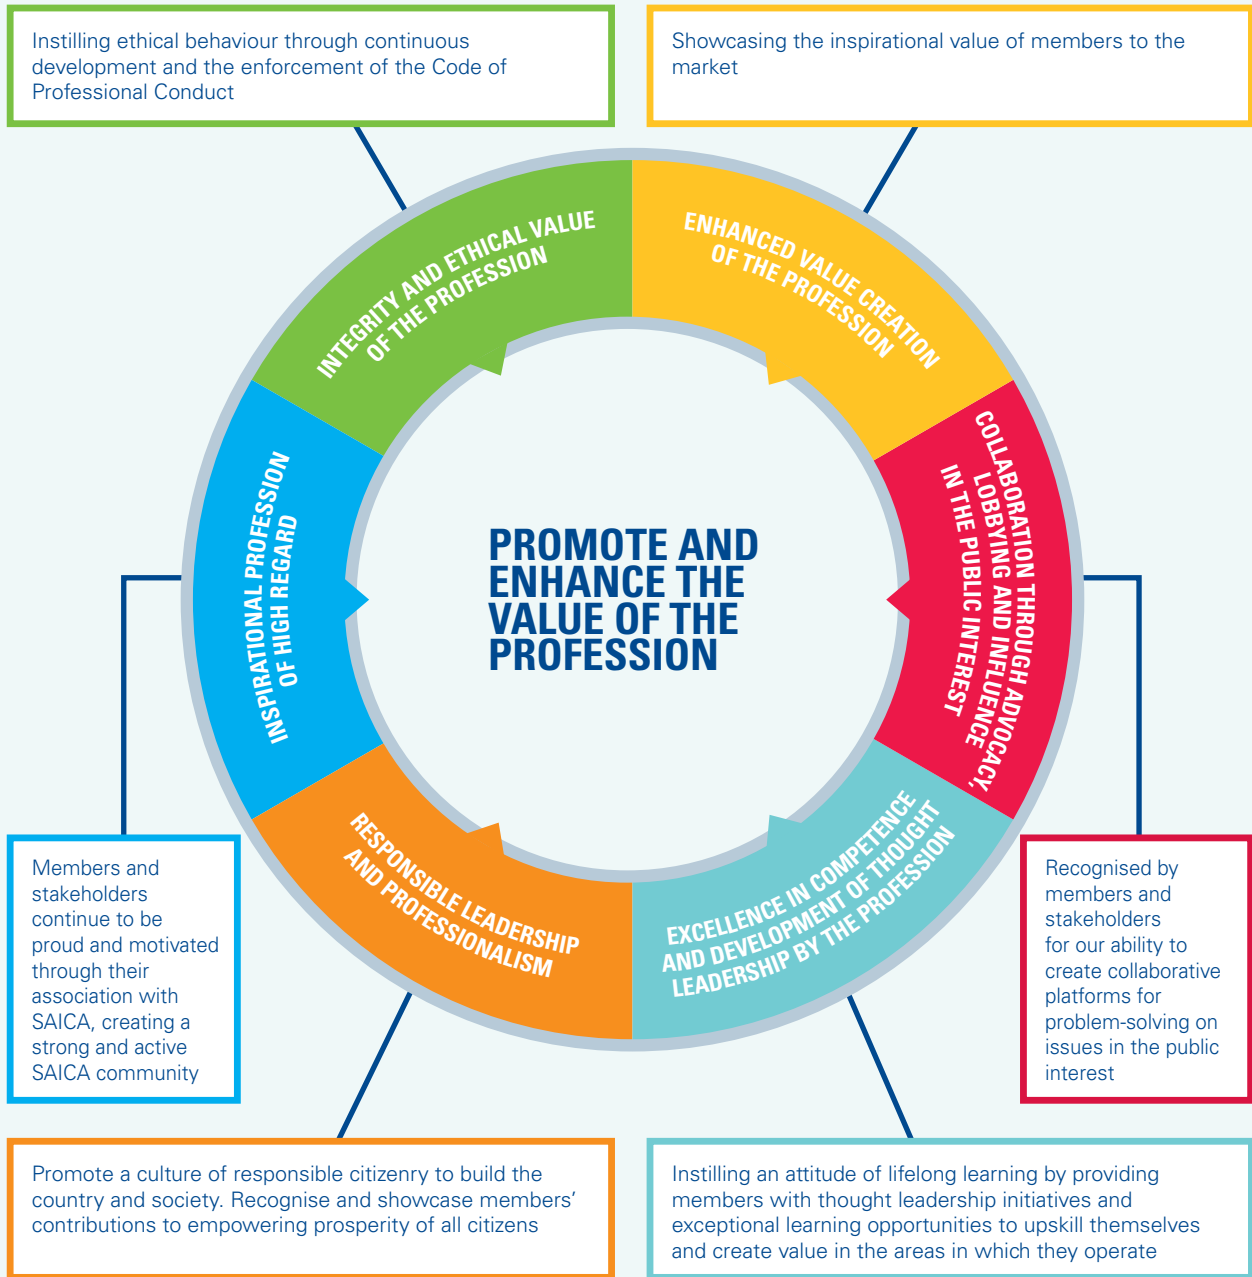 Instilling ethical behaviour through continuous
development and the enforcement of the Code of
Professional Conduct
Showcasing the inspirational value of members to the
market
INTEGRITY AND ETHICAL VALUE
OF THE PROFESSION
ENHANCED VALUE CREATION
OF THE PROFESSION
COLLABORATION THROUGH ADVOCACY,
LOBBYING AND INFLUENCE
IN THE PUBLIC INTEREST
INSPIRATIONAL PROFESSION
OF HIGH REGARD
PROMOTE AND
ENHANCE THE
VALUE OF THE
PROFESSION
RESPONSIBLE LEADERSHIP
AND PROFESSIONALISM
EXCELLENCE IN COMPETENCE
AND DEVELOPMENT OF THOUGHT
LEADERSHIP BY THE PROFESSION
Members and
stakeholders
continue to be
proud and motivated
through their
association with
SAICA, creating a
strong and active
SAICA community
Recognised by
members and
stakeholders
for our ability to
create collaborative
platforms for
problem-solving on
issues in the public
interest
Promote a culture of responsible citizenry to build the
country and society. Recognise and showcase members’
contributions to empowering prosperity of all citizens
Instilling an attitude of lifelong learning by providing
members with thought leadership initiatives and
exceptional learning opportunities to upskill themselves
and create value in the areas in which they operate